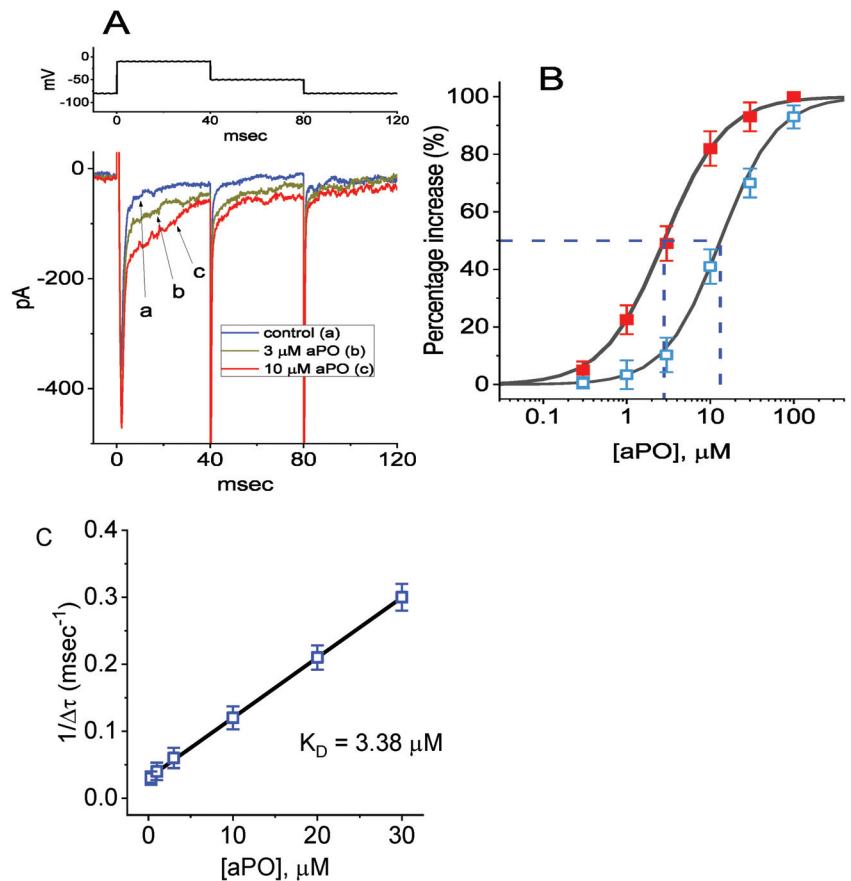 A
0
-50
-100
mV
0 40 80 120
msec
0
-200
-400
pA
a
b
c
control (a)
3 μM aPO (b)
10 μM aPO (c)
0 40 80 120
msec
B
100
80
60
40
20
0
Percentage increase (%)
0.1 1 10 100
[aPO], μM
C
0.4
0.3
0.2
0.1
0.0
1/Δτ (msec⁻¹)
K_D = 3.38 μM
0 10 20 30
[aPO], μM